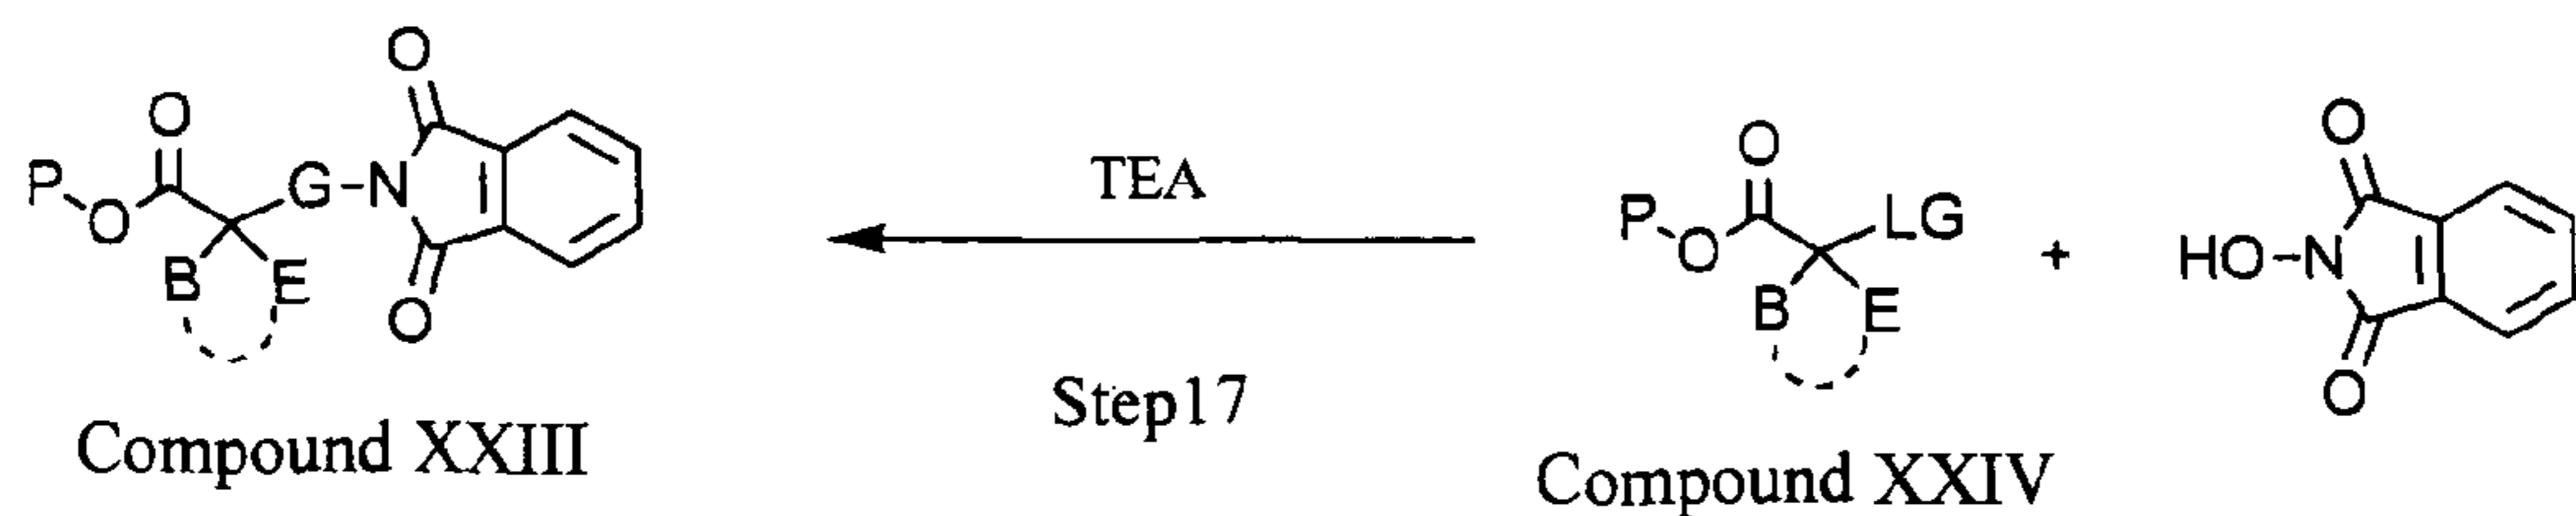 O
O
P
O
G-N
B
E
O
Compound XXIII
TEA
Step17
O
P
O
LG
B
E
Compound XXIV
+
O
HO-N
O